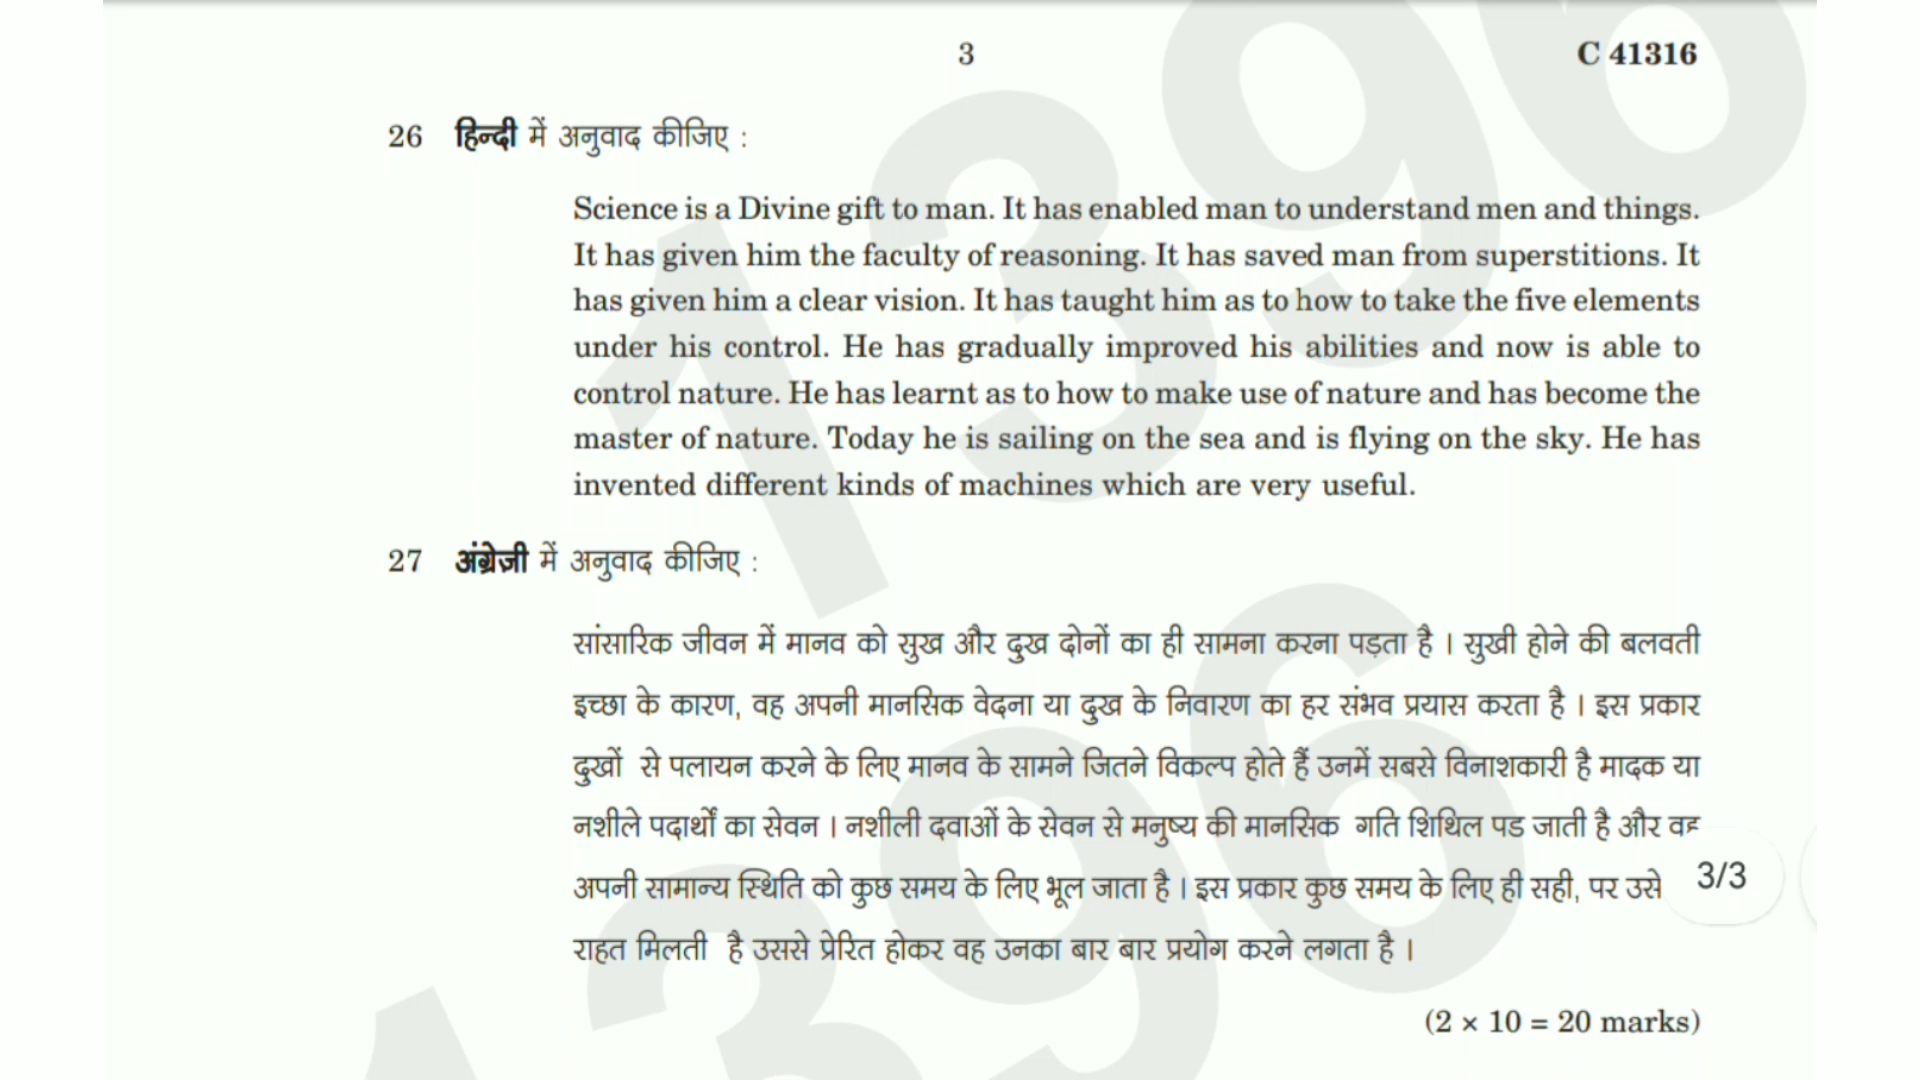 3
C 41316
26 हिन्दी में अनुवाद कीजिए :
Science is a Divine gift to man. It has enabled man to understand men and things.
It has given him the faculty of reasoning. It has saved man from superstitions. It
has given him a clear vision. It has taught him as to how to take the five elements
under his control. He has gradually improved his abilities and now is able to
control nature. He has learnt as to how to make use of nature and has become the
master of nature. Today he is sailing on the sea and is flying on the sky. He has
invented different kinds of machines which are very useful.
27 अंग्रेज़ी में अनुवाद कीजिए :
सांसारिक जीवन में मानव को सुख और दुख दोनों का ही सामना करना पड़ता है । सुखी होने की बलवती
इच्छा के कारण, वह अपनी मानसिक वेदना या दुख के निवारण का हर संभव प्रयास करता है । इस प्रकार
दुखों से पलायन करने के लिए मानव के सामने जितने विकल्प होते हैं उनमें सबसे विनाशकारी है मादक या
नशीले पदार्थों का सेवन । नशीली दवाओं के सेवन से मनुष्य की मानसिक गति शिथिल पड जाती है और वह
अपनी सामान्य स्थिति को कुछ समय के लिए भूल जाता है । इस प्रकार कुछ समय के लिए ही सही, पर उसे
3/3
राहत मिलती है उससे प्रेरित होकर वह उनका बार बार प्रयोग करने लगता है ।
(2 × 10 = 20 marks)
1396
1396